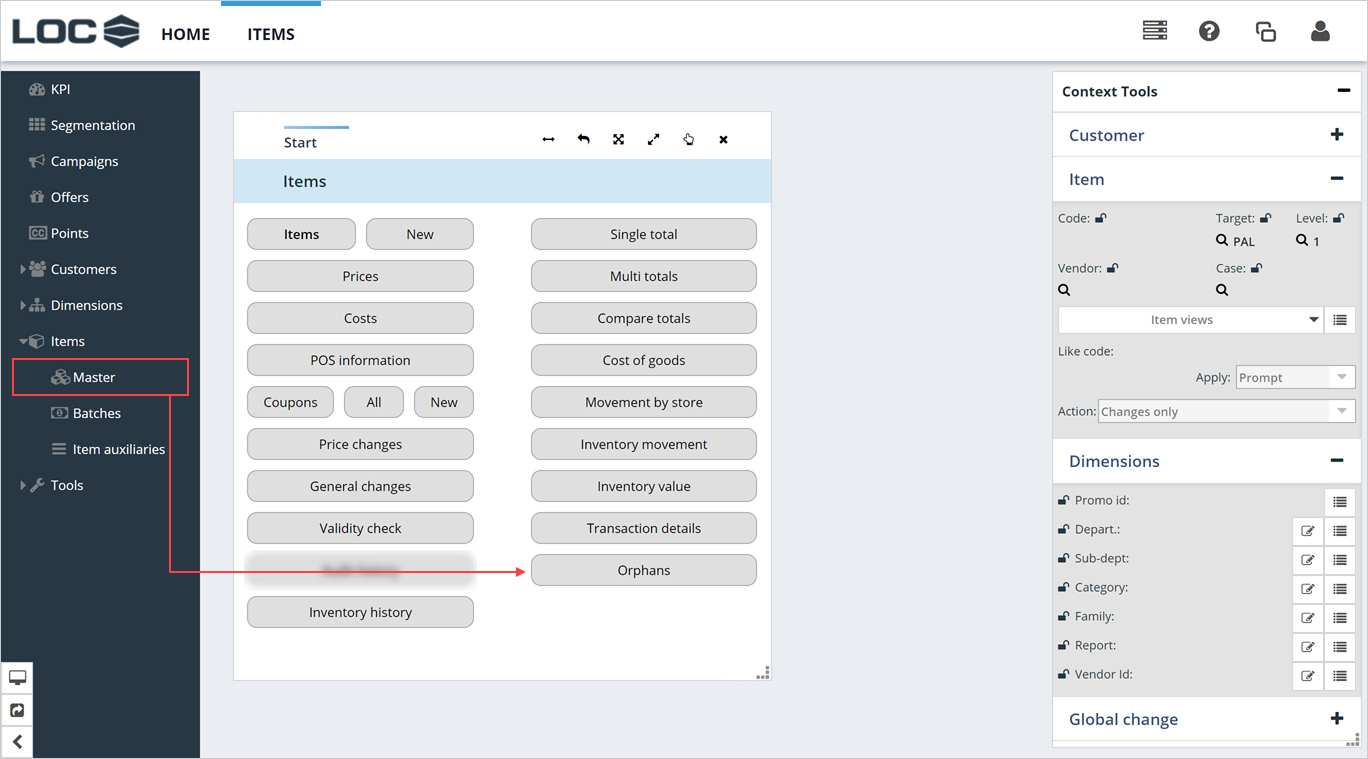 LOC
HOME
ITEMS
KPI
Segmentation
Campaigns
Offers
CC Points
Customers
Dimensions
Items
Master
Batches
Item auxiliaries
Tools
Start
Items
Items
New
Prices
Costs
POS information
Coupons
All
New
Price changes
General changes
Validity check
Inventory history
Single total
Multi totals
Compare totals
Cost of goods
Movement by store
Inventory movement
Inventory value
Transaction details
Orphans
Context Tools
Customer
Item
Code:
Target:
Level:
PAL
1
Vendor:
Case:
Item views
Like code:
Apply: Prompt
Action: Changes only
Dimensions
Promo id:
Depart.:
Sub-dept:
Category:
Family:
Report:
Vendor Id:
Global change